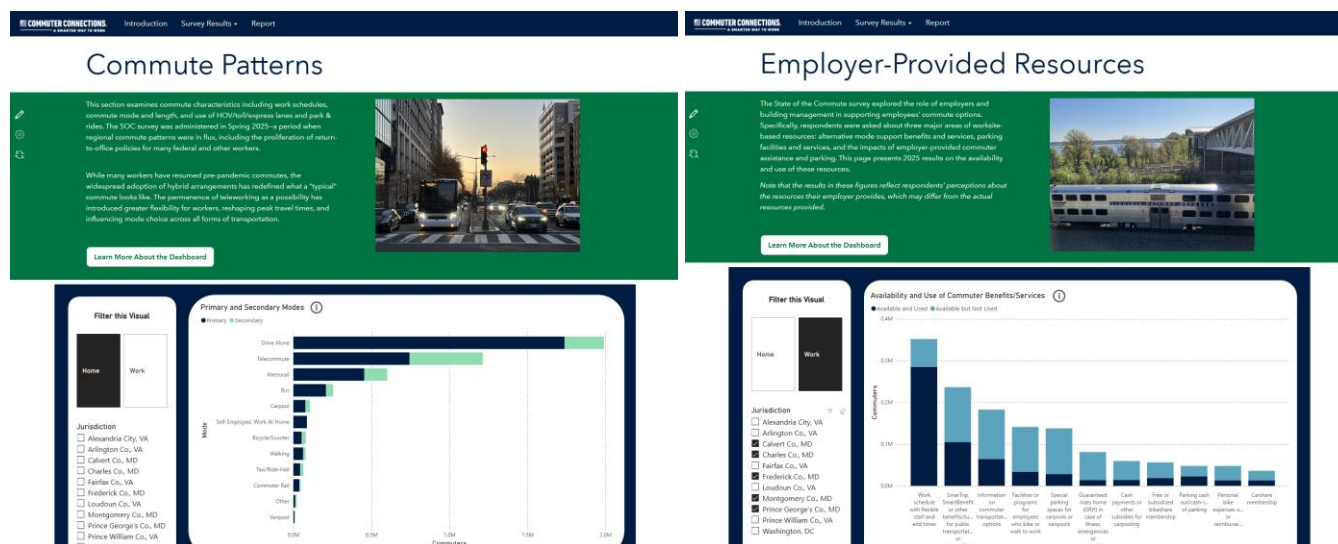 COMMUTER CONNECTIONS.
A SMARTER WAY TO WORK
Introduction Survey Results Report
Commute Patterns
This section examines commute characteristics including work schedules,
commute mode and length, and use of HOV/toll/express lanes and park &
rides. The SOC survey was administered in Spring 2025–a period when
regional commute patterns were in flux, including the proliferation of return-
to-office policies for many federal and other workers.
While many workers have resumed pre-pandemic commutes, the
widespread adoption of hybrid arrangements has redefined what a "typical"
commute looks like. The permanence of teleworking as a possibility has
introduced greater flexibility for workers, reshaping peak travel times, and
influencing mode choice across all forms of transportation.
Learn More About the Dashboard
Filter this Visual
Home Work
Jurisdiction
Alexandria City, VA
Arlington Co., VA
Calvert Co., MD
Charles Co., MD
Fairfax Co., VA
Frederick Co., MD
Loudoun Co., VA
Montgomery Co., MD
Prince George's Co., MD
Prince William Co., VA
Primary and Secondary Modes
Primary Secondary
Mode
Drive Alone
Telecommute
Metrorail
Bus
Carpool
Self-Employed, Work At Home
Bicycle/Scooter
Walking
Taxi/Ride-Hail
Commuter Rail
Other
Vanpool
0.0M 0.5M 1.0M 1.5M 2.0M
Commuters
COMMUTER CONNECTIONS.
A SMARTER WAY TO WORK
Introduction Survey Results Report
Employer-Provided Resources
The State of the Commute survey explored the role of employers and
building management in supporting employees' commute options.
Specifically, respondents were asked about three major areas of worksite-
based resources: alternative mode support benefits and services, parking
facilities and services, and the impacts of employer-provided commuter
assistance and parking. This page presents 2025 results on the availability
and use of these resources.
Note that the results in these figures reflect respondents' perceptions about
the resources their employer provides, which may differ from the actual
resources provided.
Learn More About the Dashboard
Filter this Visual
Home Work
Jurisdiction
Alexandria City, VA
Arlington Co., VA
Calvert Co., MD
Charles Co., MD
Fairfax Co., VA
Frederick Co., MD
Loudoun Co., VA
Montgomery Co., MD
Prince George's Co., MD
Prince William Co., VA
Washington, DC
Availability and Use of Commuter Benefits/Services
Available and Used Available but Not Used
Commuters
0.4M
0.3M
0.2M
0.1M
0.0M
Work
schedule
with flexible
start and
end times
SmarTrip,
SmartBenefit
or other
benefits/su...
for public
transportat...
or
Information
on
commuter
transportat...
options
Facilities or
programs
for
employees
who bike or
walk to work
Special
parking
spaces for
carpools or
vanpools
Guaranteed
rides home
(GRH) in
case of
illness,
emergencies
or
Cash
payments or
other
subsidies for
carpooling
Free or
subsidized
bikeshare
membership
Parking cash
out/cash-i...
of parking
Personal
bike
expenses-s...
or
reimburse...
Carshare
membership